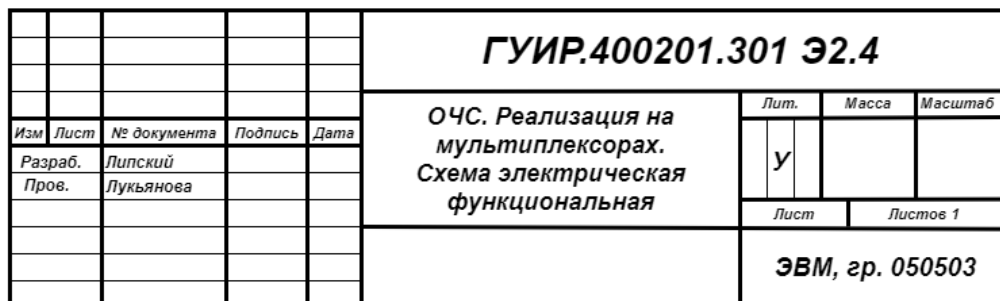 ГУИР.400201.301 Э2.4
ОЧС. Реализация на
мультиплексорах.
Схема электрическая
функциональная
Лит. Масса Масштаб
У
Лист Листов 1
Изм Лист № документа Подпись Дата
Разраб. Липский
Пров. Лукьянова
ЭВМ, гр. 050503